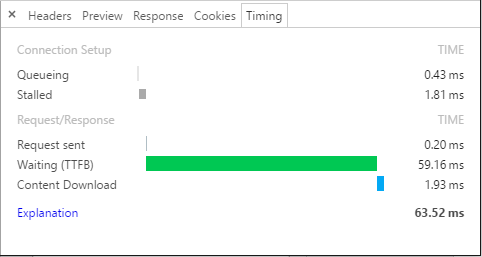 × Headers Preview Response Cookies Timing
Connection Setup TIME
Queueing 0.43 ms
Stalled 1.81 ms
Request/Response TIME
Request sent 0.20 ms
Waiting (TTFB) 59.16 ms
Content Download 1.93 ms
Explanation 63.52 ms